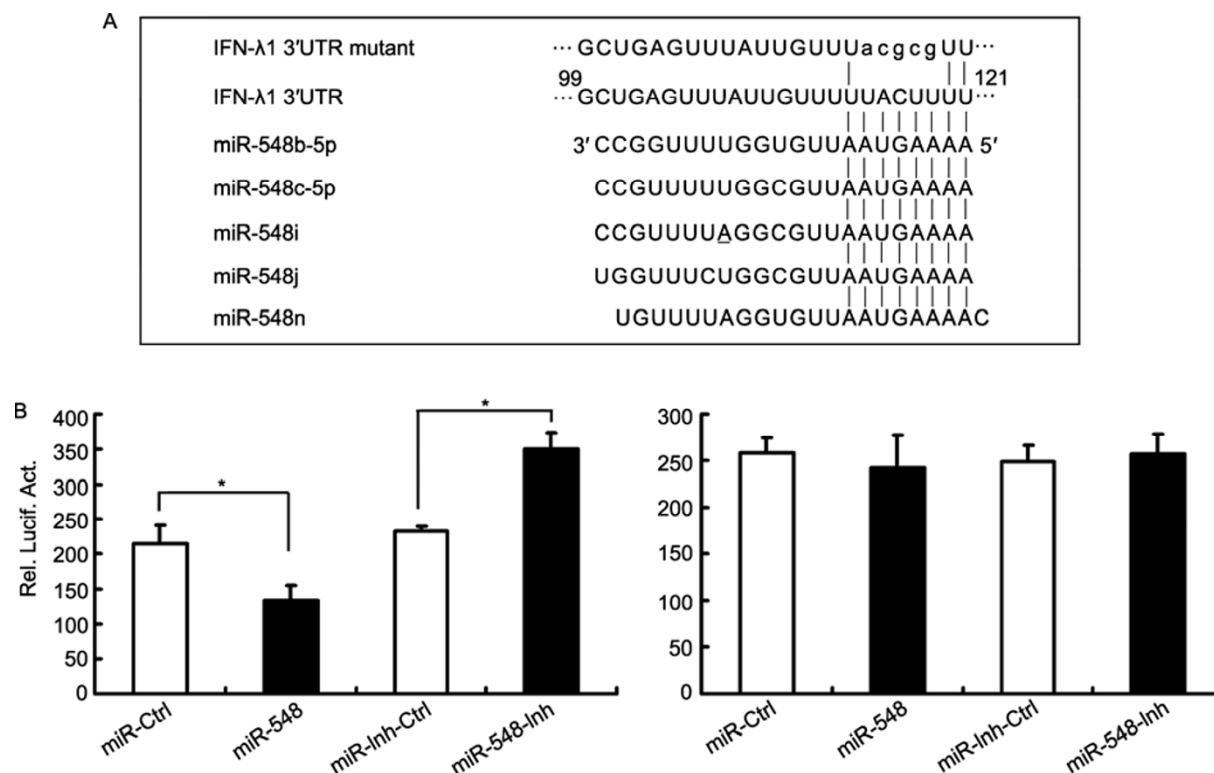 A
IFN-λ1 3′UTR mutant ··· GCUGAGUUUAUUGUUUUacgcgUU···
99 121
IFN-λ1 3′UTR ···GCUGAGUUUAUUGUUUUUACUUUU···
miR-548b-5p 3′ CCGGUUUUUGGUGUUAAUGAAAA 5′
miR-548c-5p CCGUUUUUGGCGUUAAUGAAAA
miR-548i CCGUUUUAGGCGUUAAUGAAAA
miR-548j UGGUUUCUGGCGUUAAUGAAAA
miR-548n UGUUUUAGGUGUUAAUGAAAAC
B
Rel. Lucif. Act.
400
350
300
250
200
150
100
50
0
*
*
miR-Ctrl
miR-548
miR-Inh-Ctrl
miR-548-Inh
300
250
200
150
100
50
0
miR-Ctrl
miR-548
miR-Inh-Ctrl
miR-548-Inh